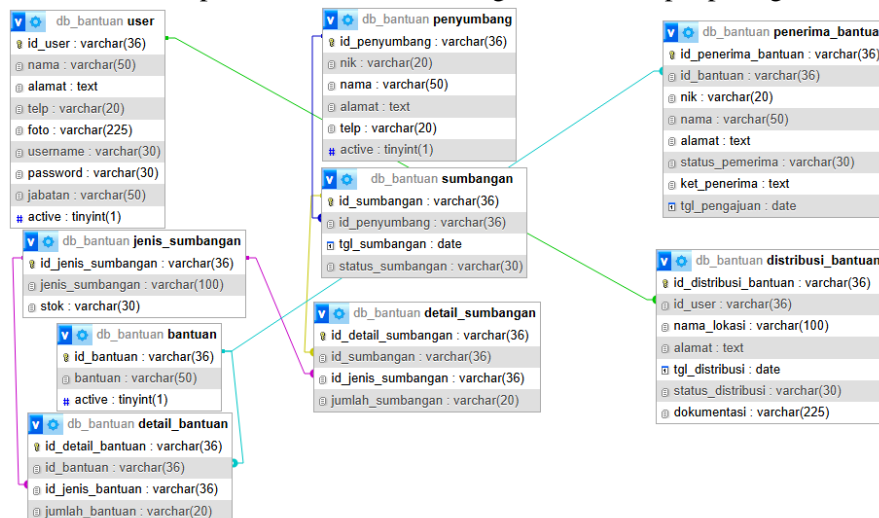 db_bantuan user
id_user : varchar(36)
nama : varchar(50)
alamat : text
telp : varchar(20)
foto : varchar(225)
username : varchar(30)
password : varchar(30)
jabatan : varchar(50)
# active : tinyint(1)
db_bantuan penyumbang
id_penyumbang : varchar(36)
nik : varchar(20)
nama : varchar(50)
alamat : text
telp : varchar(20)
# active : tinyint(1)
db_bantuan penerima_bantua
id_penerima_bantuan : varchar(36)
id_bantuan : varchar(36)
nik : varchar(20)
nama : varchar(50)
alamat : text
status_pemerima : varchar(30)
ket_penerima : text
tgl_pengajuan : date
db_bantuan sumbangan
id_sumbangan : varchar(36)
id_penyumbang : varchar(36)
tgl_sumbangan : date
status_sumbangan : varchar(30)
db_bantuan jenis_sumbangan
id_jenis_sumbangan : varchar(36)
jenis_sumbangan : varchar(100)
stok : varchar(30)
db_bantuan distribusi_bantuan
id_distribusi_bantuan : varchar(36)
id_user : varchar(36)
nama_lokasi : varchar(100)
alamat : text
tgl_distribusi : date
status_distribusi : varchar(30)
dokumentasi : varchar(225)
db_bantuan detail_sumbangan
id_detail_sumbangan : varchar(36)
id_sumbangan : varchar(36)
id_jenis_sumbangan : varchar(36)
jumlah_sumbangan : varchar(20)
db_bantuan bantuan
id_bantuan : varchar(36)
bantuan : varchar(50)
# active : tinyint(1)
db_bantuan detail_bantuan
id_detail_bantuan : varchar(36)
id_bantuan : varchar(36)
id_jenis_bantuan : varchar(36)
jumlah_bantuan : varchar(20)